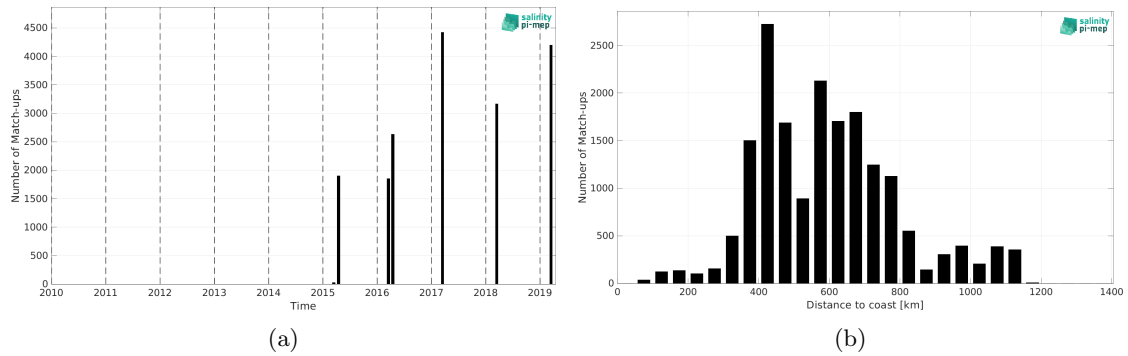 salinity
pi-mep
4500
4000
3500
3000
2500
2000
1500
1000
500
0
Number of Match-ups
2010 2011 2012 2013 2014 2015 2016 2017 2018 2019
Time
(a)
salinity
pi-mep
2500
2000
1500
1000
500
0
Number of Match-ups
0 200 400 600 800 1000 1200 1400
Distance to coast [km]
(b)